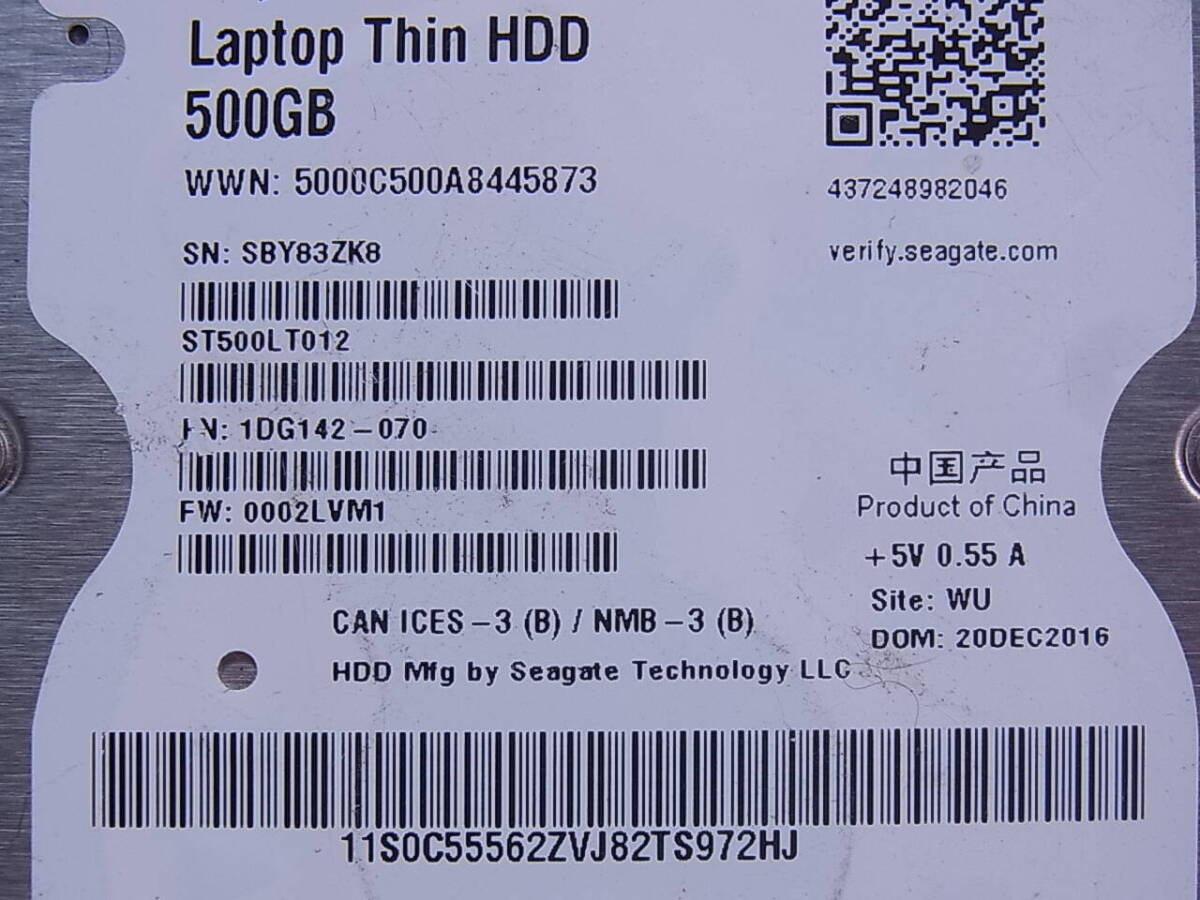 Laptop Thin HDD
500GB
WWN: 5000C500A8445873
437248982046
SN: SBY83ZK8
verify.seagate.com
ST500LT012
PN: 1DG142-070
FW: 0002LVM1
中国产品
Product of China
+5V 0.55 A
Site: WU
DOM: 20DEC2016
CAN ICES-3 (B) / NMB-3 (B)
HDD Mfg by Seagate Technology LLC
11S0C55562ZVJ82TS972HJ